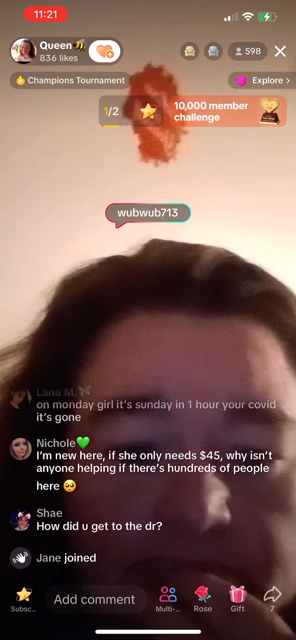 11:21
Queen 🐝
836 likes
598
Champions Tournament
Explore >
1/2
10,000 member
challenge
wubwub713
Lana M.
on monday girl it's sunday in 1 hour your covid
it's gone
Nichole💚
I'm new here, if she only needs $45, why isn't
anyone helping if there's hundreds of people
here 🥺
Shae
How did u get to the dr?
Jane joined
Subsc...
Add comment
Multi-...
Rose
Gift
7